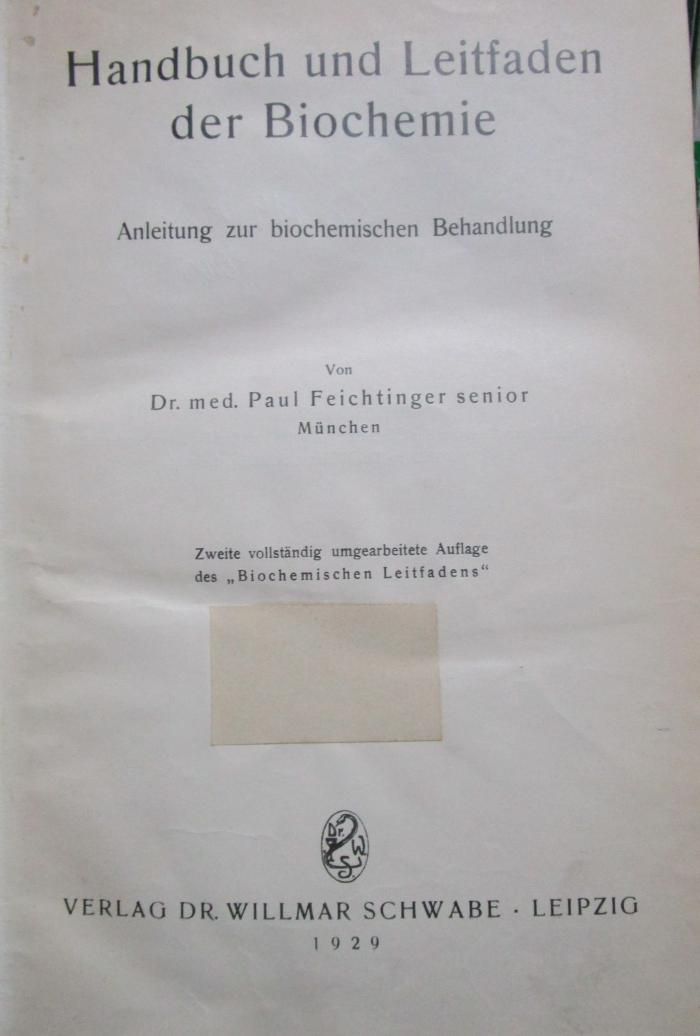 Handbuch und Leitfaden
der Biochemie
Anleitung zur biochemischen Behandlung
Von
Dr. med. Paul Feichtinger senior
München
Zweite vollständig umgearbeitete Auflage
des „Biochemischen Leitfadens“
Dr.
W
S.
VERLAG DR. WILLMAR SCHWABE · LEIPZIG
1929